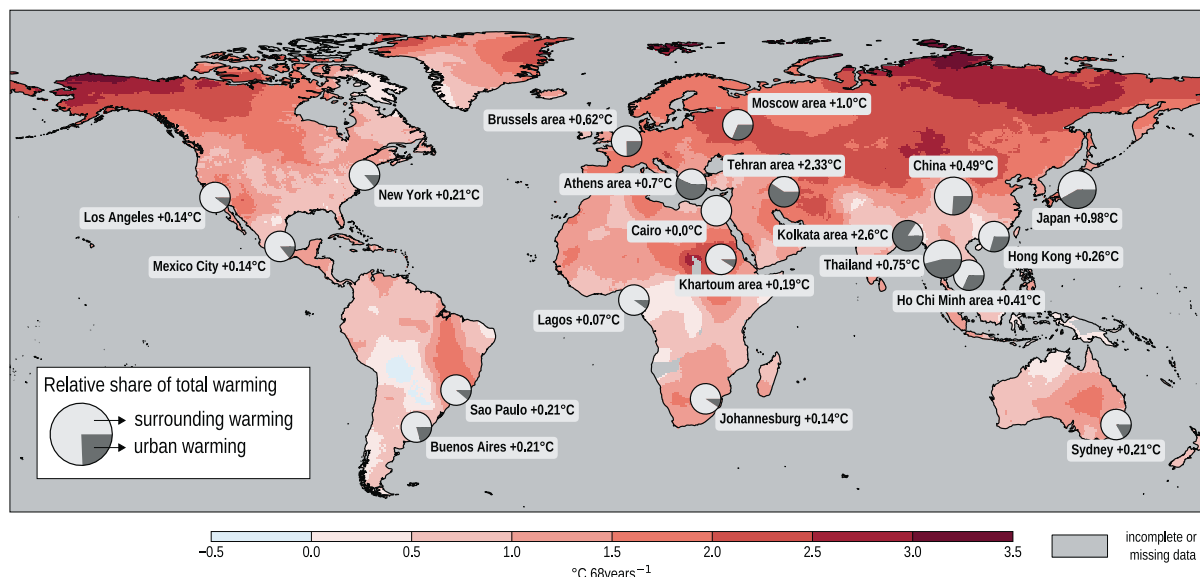 Moscow area +1.0°C
Brussels area +0.62°C
Tehran area +2.33°C
China +0.49°C
Athens area +0.7°C
New York +0.21°C
Los Angeles +0.14°C
Japan +0.98°C
Cairo +0.0°C
Kolkata area +2.6°C
Hong Kong +0.26°C
Mexico City +0.14°C
Thailand +0.75°C
Khartoum area +0.19°C
Ho Chi Minh area +0.41°C
Lagos +0.07°C
Relative share of total warming
surrounding warming
urban warming
Sao Paulo +0.21°C
Johannesburg +0.14°C
Buenos Aires +0.21°C
Sydney +0.21°C
−0.5 0.0 0.5 1.0 1.5 2.0 2.5 3.0 3.5
°C 68years⁻¹
incomplete or
missing data